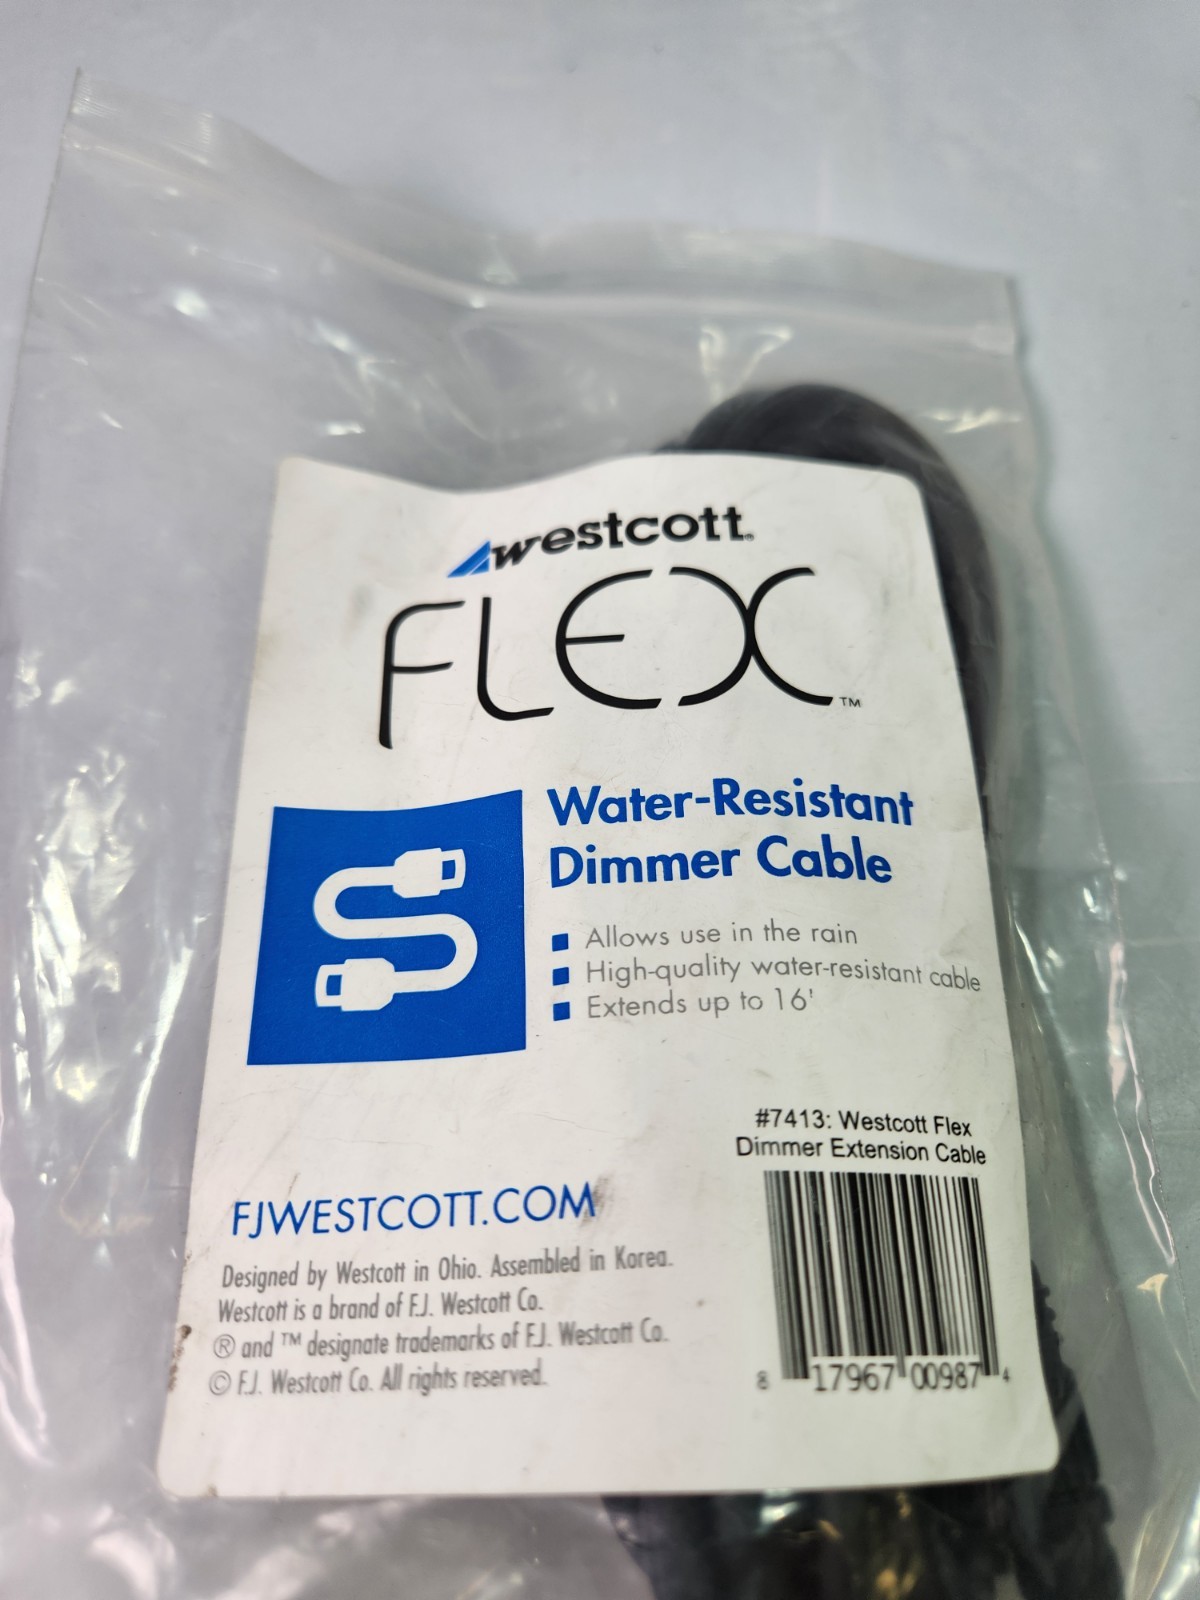 westcott®
FLEX™
Water-Resistant
Dimmer Cable
Allows use in the rain
High-quality water-resistant cable
Extends up to 16'
#7413: Westcott Flex
Dimmer Extension Cable
FJWESTCOTT.COM
Designed by Westcott in Ohio. Assembled in Korea.
Westcott is a brand of F.J. Westcott Co.
® and ™ designate trademarks of F.J. Westcott Co.
© F.J. Westcott Co. All rights reserved.
8 17967 00987 4